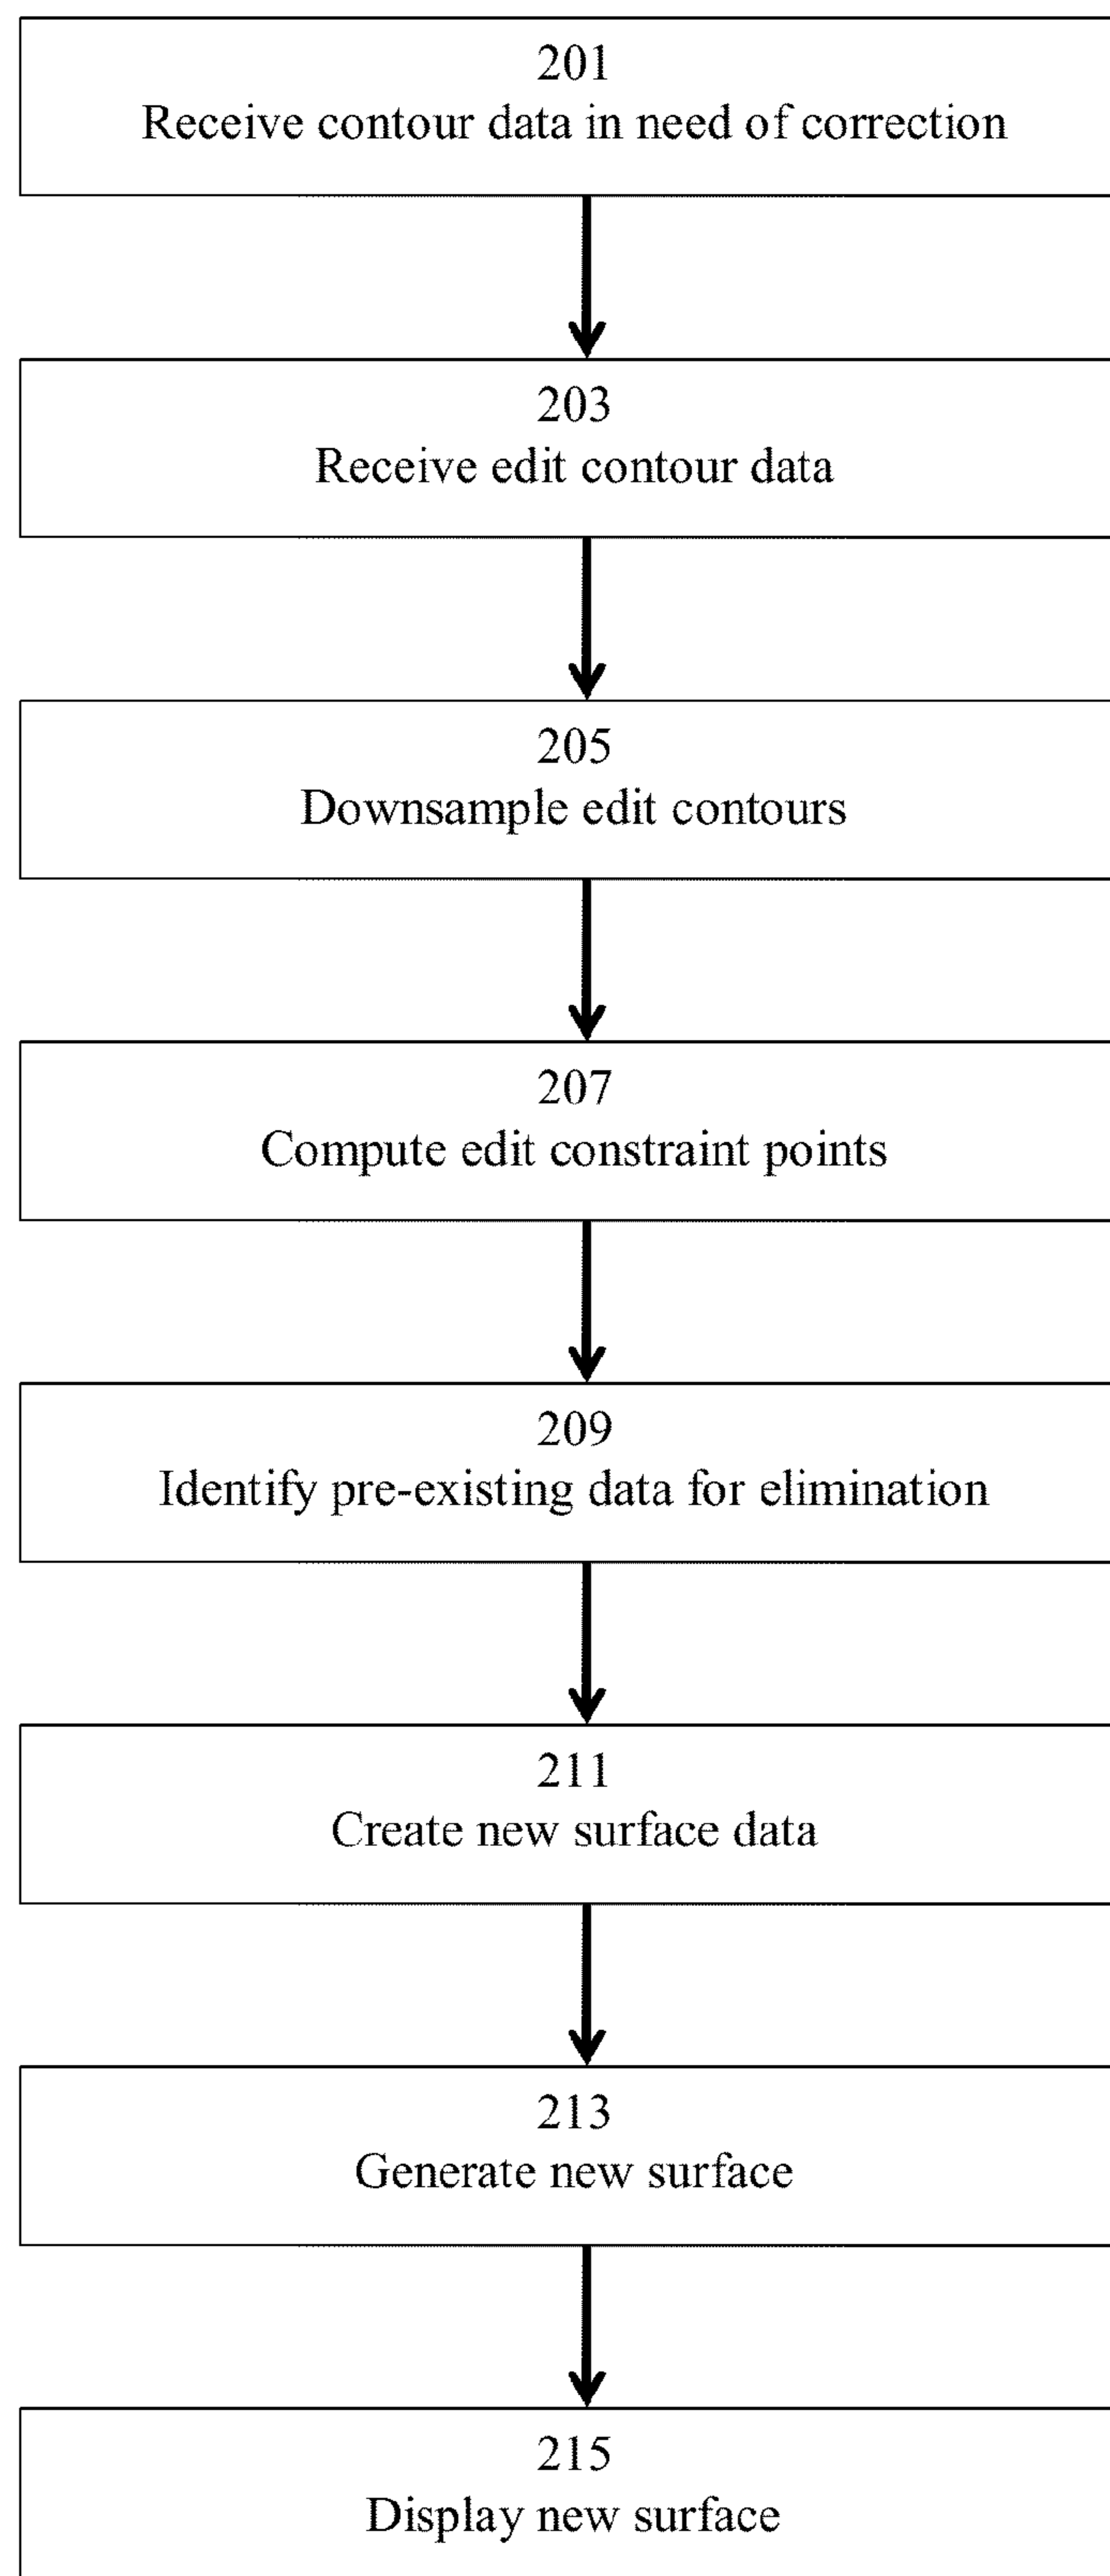 201
Receive contour data in need of correction
203
Receive edit contour data
205
Downsample edit contours
207
Compute edit constraint points
209
Identify pre-existing data for elimination
211
Create new surface data
213
Generate new surface
215
Display new surface